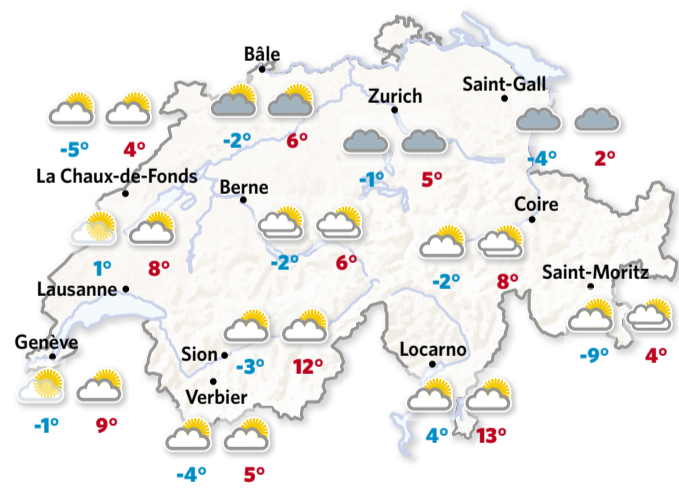 Bâle
Saint-Gall
Zurich
-5° 4°
-2° 6°
-1° 5°
-4° 2°
La Chaux-de-Fonds
Berne
Coire
1° 8°
-2° 6°
-2° 8°
Saint-Moritz
Lausanne
-9° 4°
Genève
Sion
-3° 12°
Locarno
Verbier
-1° 9°
4° 13°
-4° 5°